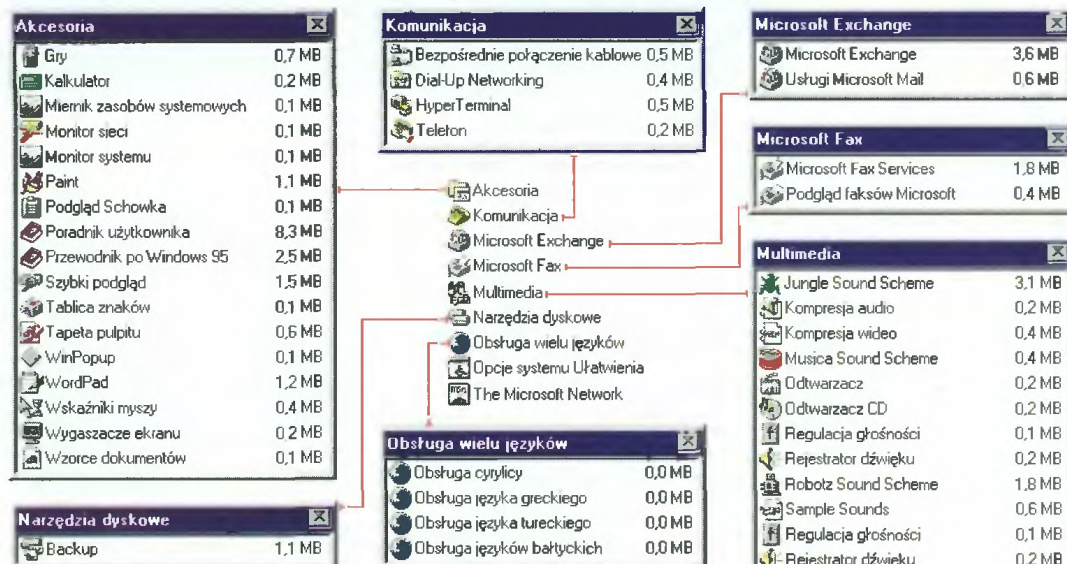 Akcesoria
Gry 0,7 MB
Kalkulator 0,2 MB
Miernik zasobów systemowych 0,1 MB
Monitor sieci 0,1 MB
Monitor systemu 0,1 MB
Paint 1,1 MB
Podgląd Schowka 0,1 MB
Poradnik użytkownika 8,3 MB
Przewodnik po Windows 95 2,5 MB
Szybki podgląd 1,5 MB
Tablica znaków 0,1 MB
Tapeta pulpitu 0,6 MB
WinPopup 0,1 MB
WordPad 1,2 MB
Wskaźniki myszy 0,4 MB
Wygaszacze ekranu 0 2 MB
Wzorce dokumentów 0,1 MB
Narzędzia dyskowe
Backup 1,1 MB
Komunikacja
Bezpośrednie połączenie kablowe 0,5 MB
Dial-Up Networking 0,4 MB
HyperTerminal 0,5 MB
Telefon 0,2 MB
Akcesoria
Komunikacja
Microsoft Exchange
Microsoft Fax
Multimedia
Narzędzia dyskowe
Obsługa wielu języków
Opcje systemu Ułatwienia
The Microsoft Network
Obsługa wielu języków
Obsługa cyrylicy 0,0 MB
Obsługa języka greckiego 0,0 MB
Obsługa języka tureckiego 0,0 MB
Obsługa języków bałtyckich 0,0 MB
Microsoft Exchange
Microsoft Exchange 3,6 MB
Usługi Microsoft Mail 0,6 MB
Microsoft Fax
Microsoft Fax Services 1,8 MB
Podgląd faksów Microsoft 0,4 MB
Multimedia
Jungle Sound Scheme 3,1 MB
Kompresja audio 0,2 MB
Kompresja wideo 0,4 MB
Musica Sound Scheme 0,4 MB
Odtwarzacz 0,2 MB
Odtwarzacz CD 0,2 MB
Regulacja głośności 0,1 MB
Rejestrator dźwięku 0,2 MB
Robotz Sound Scheme 1,8 MB
Sample Sounds 0,6 MB
Regulacja głośności 0,1 MB
Rejestrator dźwięku 0,2 MB